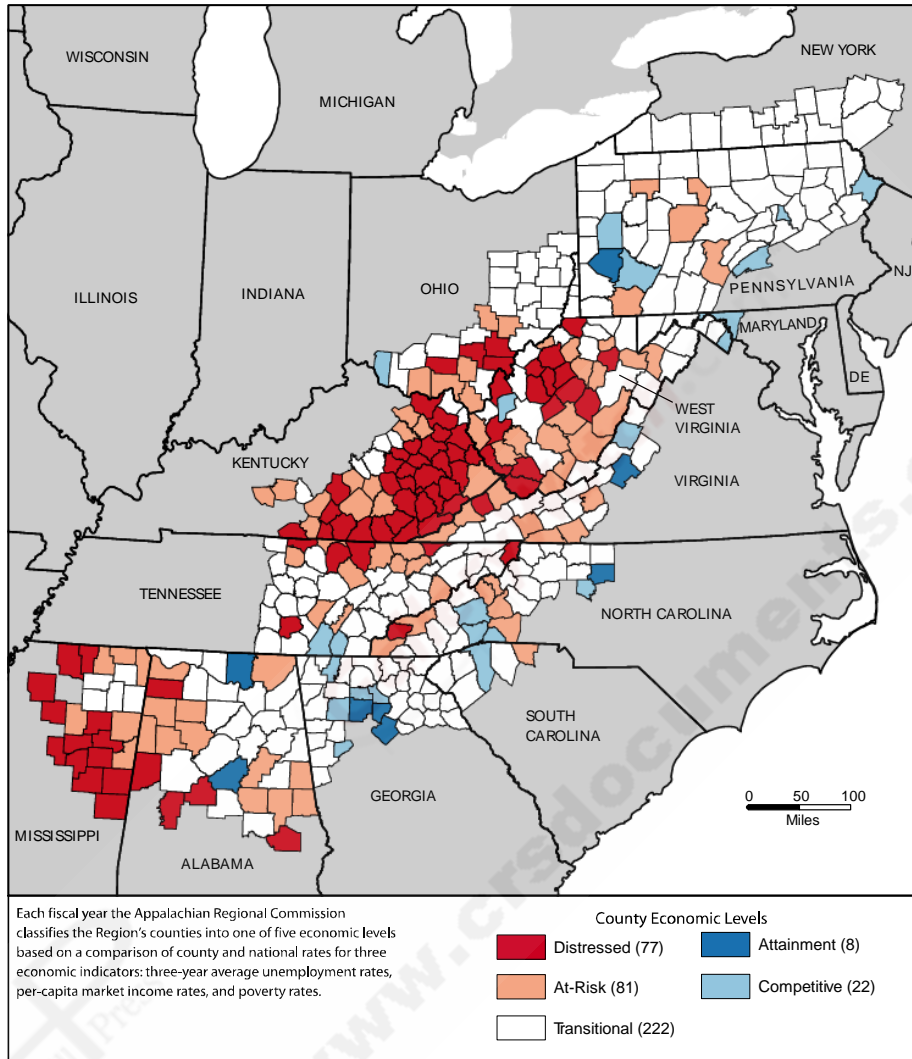 WISCONSIN
MICHIGAN
NEW YORK
ILLINOIS
INDIANA
OHIO
PENNSYLVANIA
NJ
MARYLAND
DE
WEST
VIRGINIA
KENTUCKY
VIRGINIA
TENNESSEE
NORTH CAROLINA
SOUTH
CAROLINA
GEORGIA
MISSISSIPPI
ALABAMA
0 50 100
Miles
Each fiscal year the Appalachian Regional Commission
classifies the Region's counties into one of five economic levels
based on a comparison of county and national rates for three
economic indicators: three-year average unemployment rates,
per-capita market income rates, and poverty rates.
County Economic Levels
Distressed (77)
Attainment (8)
At-Risk (81)
Competitive (22)
Transitional (222)
www.crsdocuments.